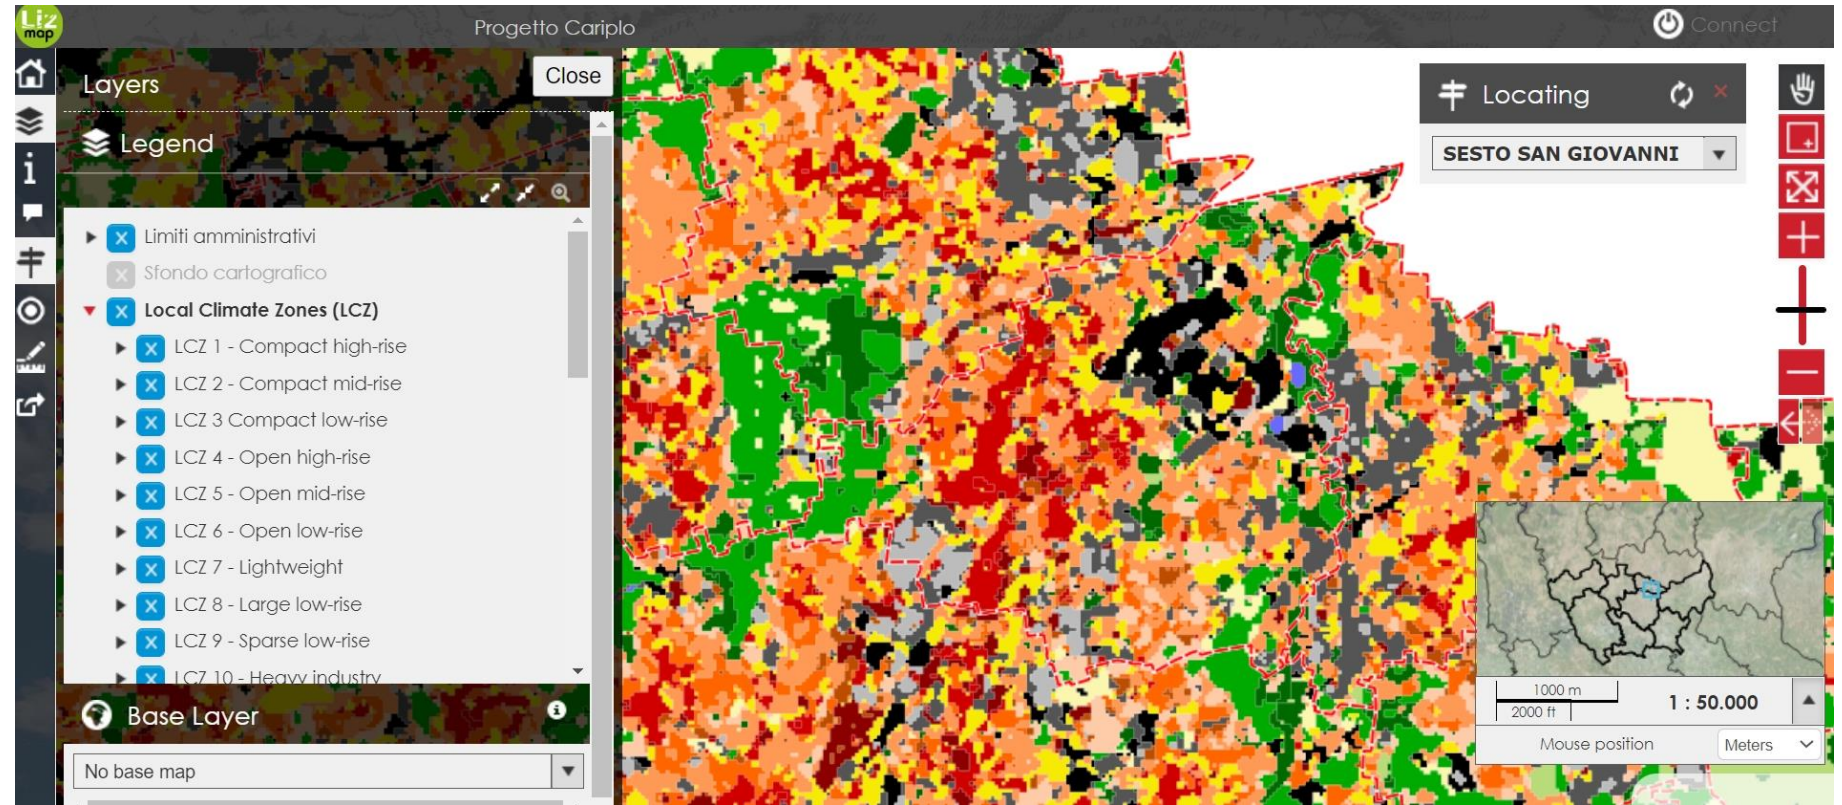 Liz
map
Progetto Cariplo
Connect
Layers
Close
Legend
Limiti amministrativi
Sfondo cartografico
Local Climate Zones (LCZ)
LCZ 1 - Compact high-rise
LCZ 2 - Compact mid-rise
LCZ 3 Compact low-rise
LCZ 4 - Open high-rise
LCZ 5 - Open mid-rise
LCZ 6 - Open low-rise
LCZ 7 - Lightweight
LCZ 8 - Large low-rise
LCZ 9 - Sparse low-rise
LCZ 10 - Heavy industry
Base Layer
No base map
Locating
SESTO SAN GIOVANNI
1000 m
2000 ft
1 : 50.000
Mouse position
Meters